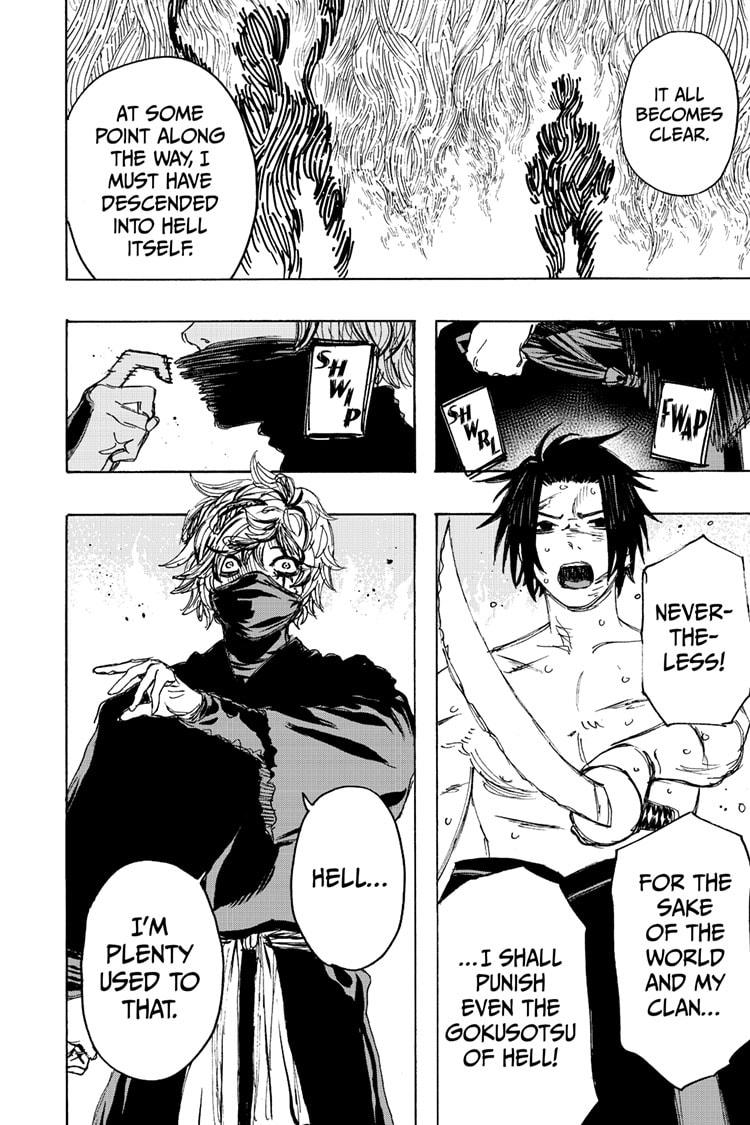 IT ALL
BECOMES
CLEAR.
AT SOME
POINT ALONG
THE WAY, I
MUST HAVE
DESCENDED
INTO HELL
ITSELF.
FWAP
SHWRL
SHWIP
NEVER-
THE-
LESS!
FOR THE
SAKE
OF THE
WORLD
AND MY
CLAN...
...I SHALL
PUNISH
EVEN THE
GOKUSOTSU
OF HELL!
HELL...
I'M
PLENTY
USED TO
THAT.